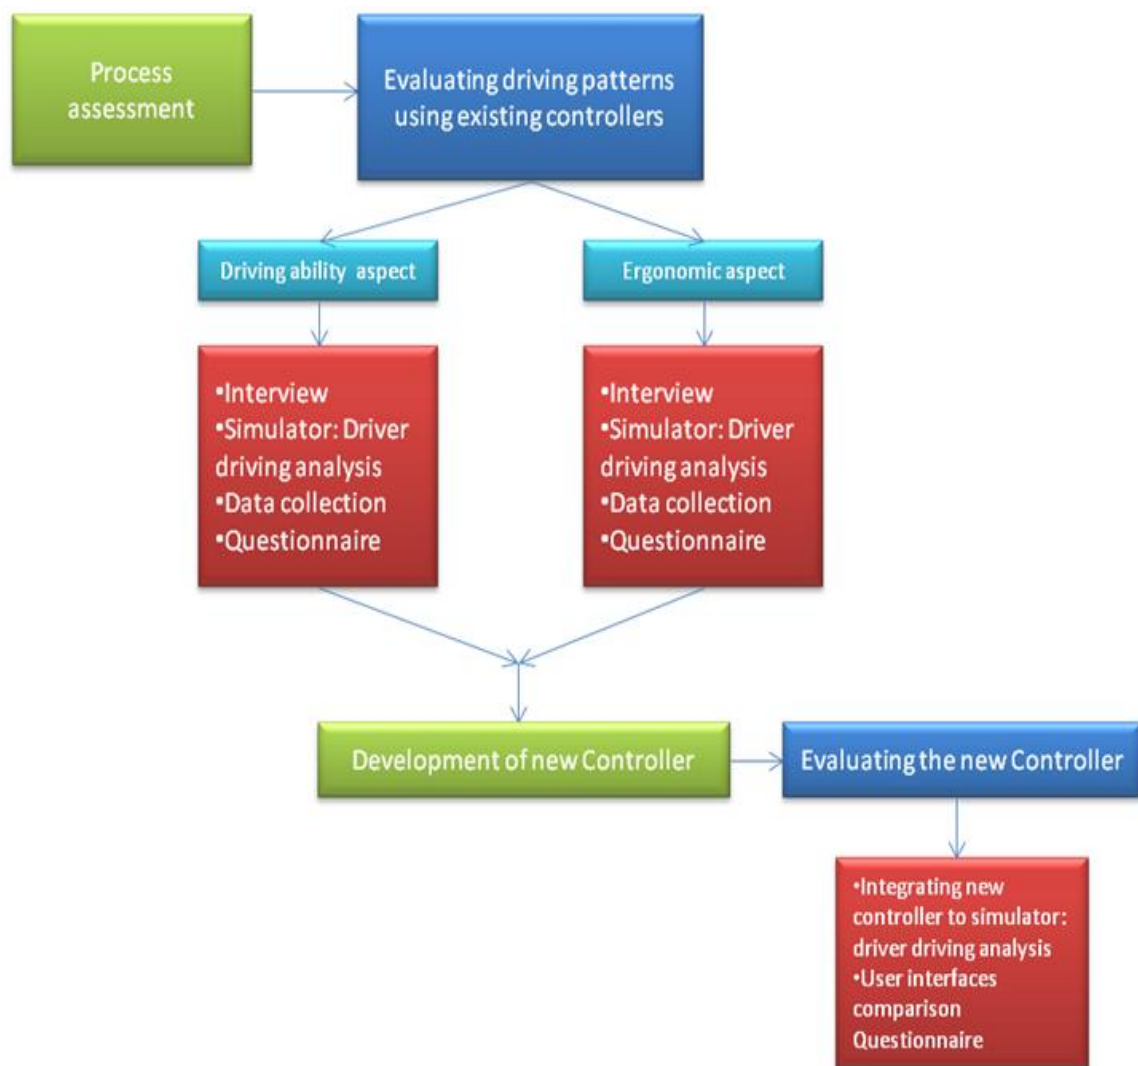 Process
assessment
Evaluating driving patterns
using existing controllers
Driving ability aspect
Ergonomic aspect
•Interview
•Simulator: Driver
driving analysis
•Data collection
•Questionnaire
•Interview
•Simulator: Driver
driving analysis
•Data collection
•Questionnaire
Development of new Controller
Evaluating the new Controller
•Integrating new
controller to simulator:
driver driving analysis
•User interfaces
comparison
Questionnaire